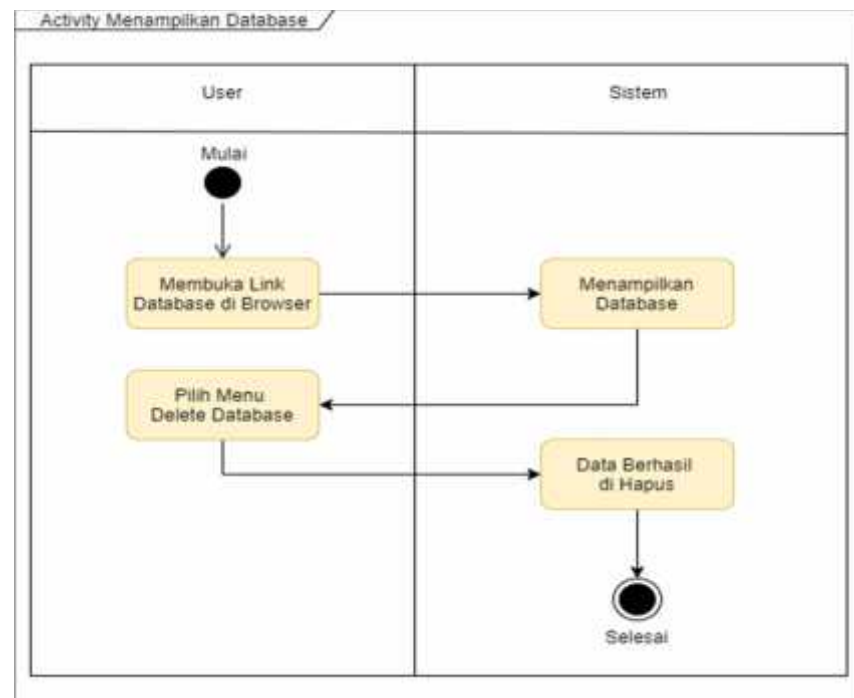 Activity Menampilkan Database
User
Sistem
Mulai
Membuka Link
Database di Browser
Menampilkan
Database
Pilih Menu
Delete Database
Data Berhasil
di Hapus
Selesai